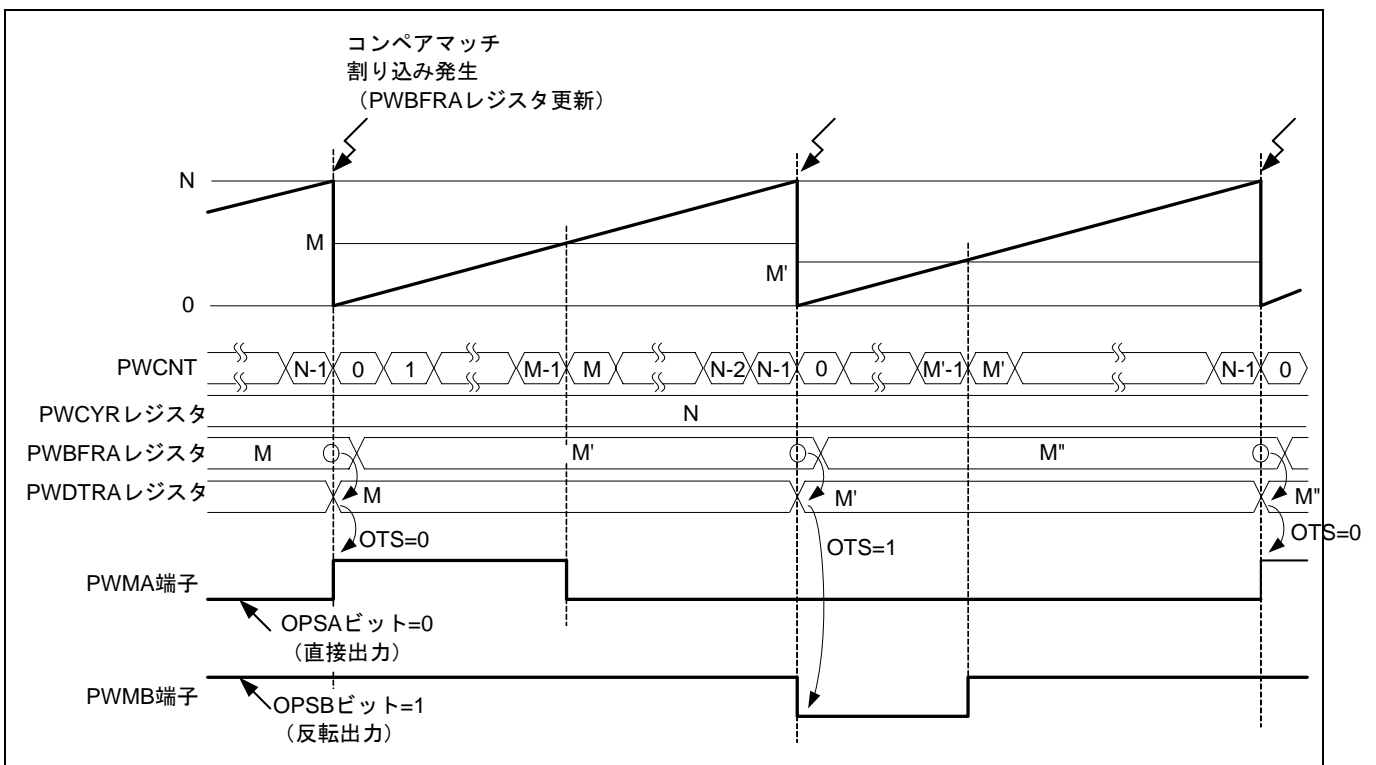 コンペアマッチ
割り込み発生
(PWBFRAレジスタ更新)
N
M
M'
0
PWCNT N-1 0 1 M-1 M N-2 N-1 0 M'-1 M' N-1 0
PWCYRレジスタ N
PWBFRAレジスタ M M' M"
PWDTRAレジスタ M M' M"
OTS=0 OTS=1 OTS=0
PWMA端子
OPSAビット=0
(直接出力)
PWMB端子
OPSBビット=1
(反転出力)